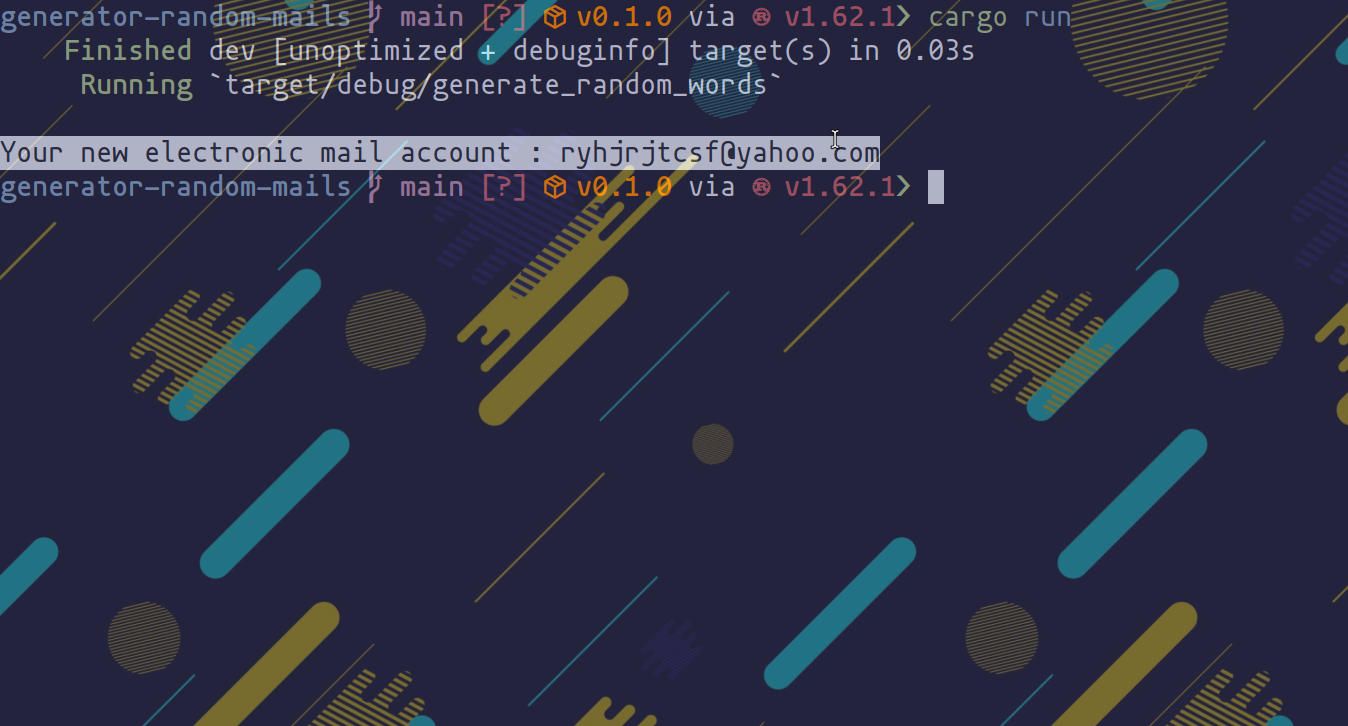 generator-random-mails main [?] v0.1.0 via ® v1.62.1❯ cargo run
Finished dev [unoptimized + debuginfo] target(s) in 0.03s
Running `target/debug/generate_random_words`
Your new electronic mail account : ryhjrjtcsf@yahoo.com
generator-random-mails main [?] v0.1.0 via ® v1.62.1❯